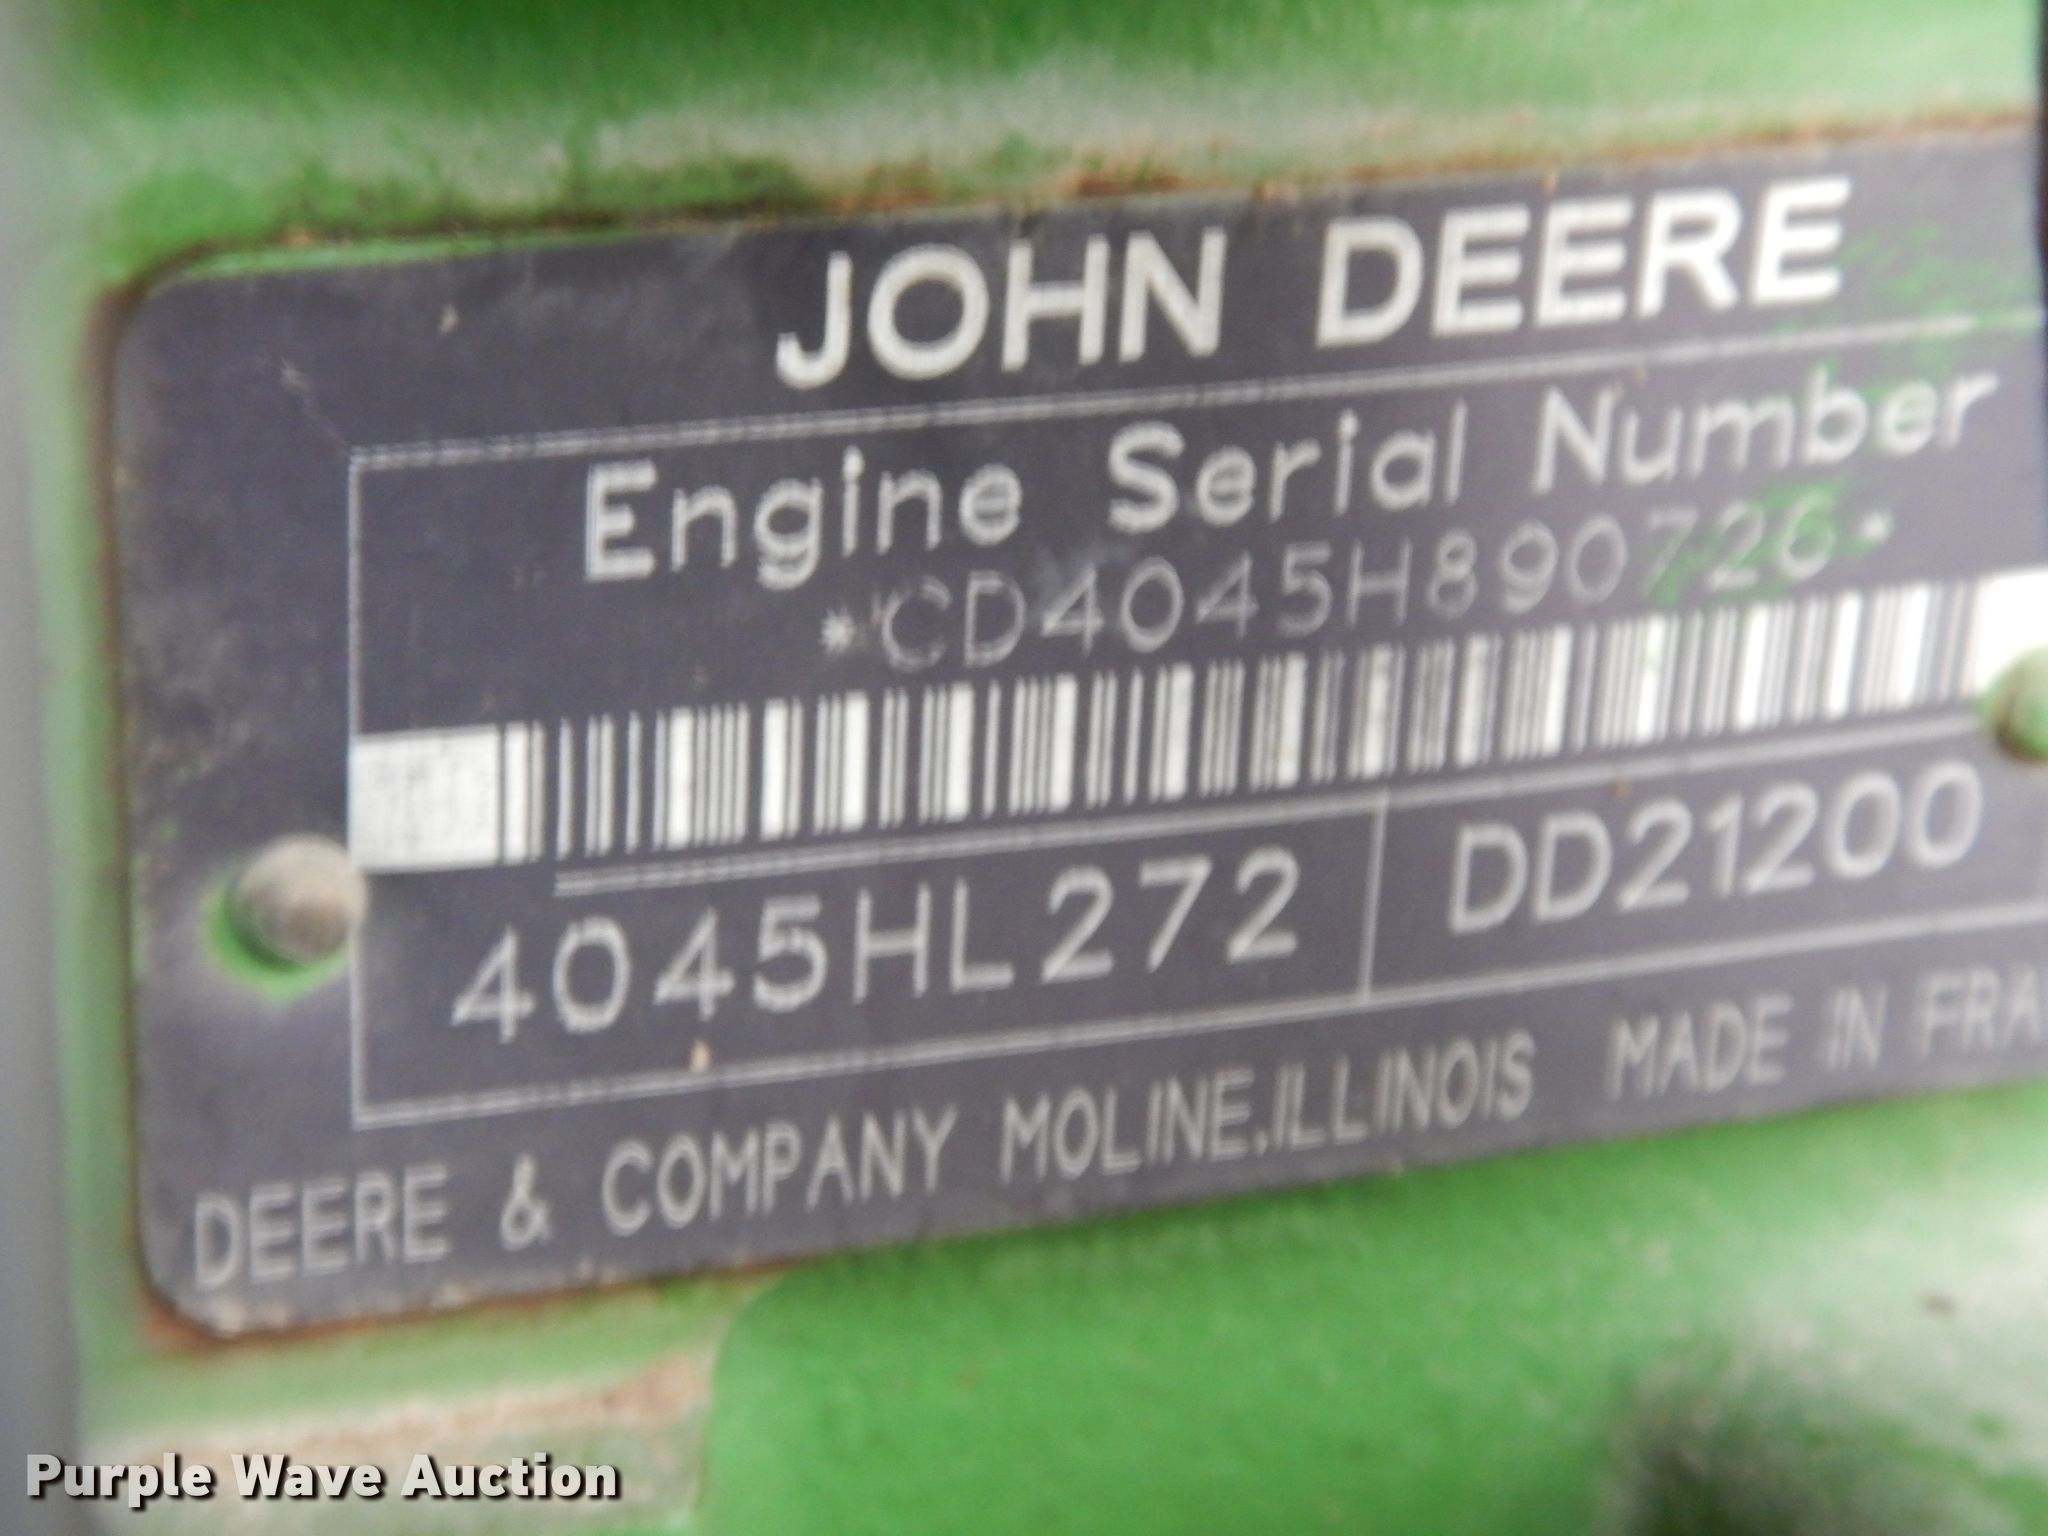 JOHN DEERE
Engine Serial Number
*CD4045H890726*
4045HL272 DD21200
DEERE & COMPANY MOLINE,ILLINOIS MADE IN FRA
Purple Wave Auction